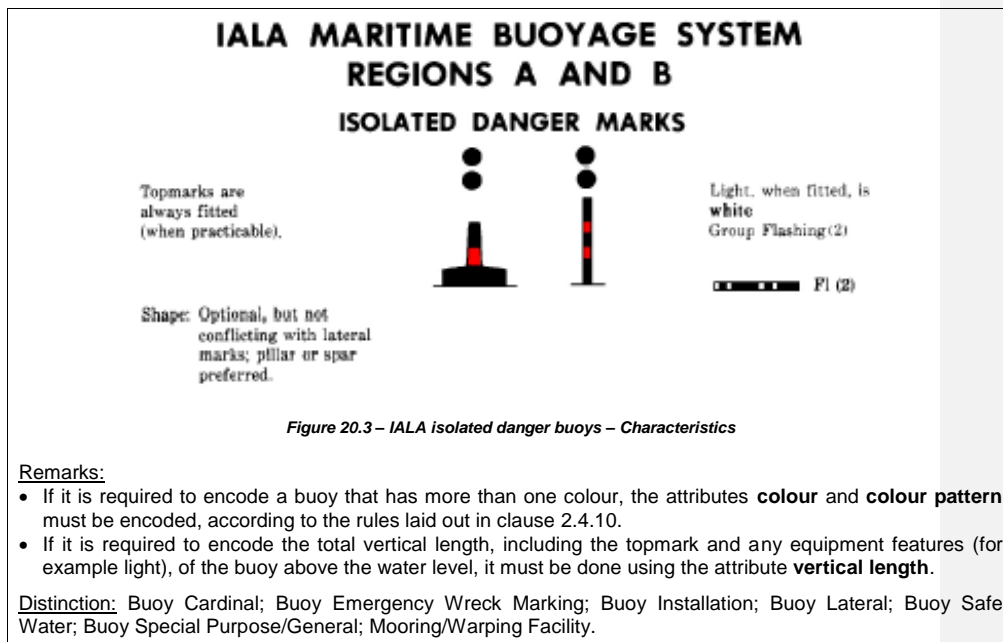 IALA MARITIME BUOYAGE SYSTEM
REGIONS A AND B
ISOLATED DANGER MARKS
Topmarks are
always fitted
(when practicable).
Light, when fitted, is
white
Group Flashing(2)
Fl (2)
Shape: Optional, but not
conflicting with lateral
marks; pillar or spar
preferred.
Figure 20.3 – IALA isolated danger buoys – Characteristics
Remarks:
• If it is required to encode a buoy that has more than one colour, the attributes colour and colour pattern
must be encoded, according to the rules laid out in clause 2.4.10.
• If it is required to encode the total vertical length, including the topmark and any equipment features (for
example light), of the buoy above the water level, it must be done using the attribute vertical length.
Distinction: Buoy Cardinal; Buoy Emergency Wreck Marking; Buoy Installation; Buoy Lateral; Buoy Safe
Water; Buoy Special Purpose/General; Mooring/Warping Facility.